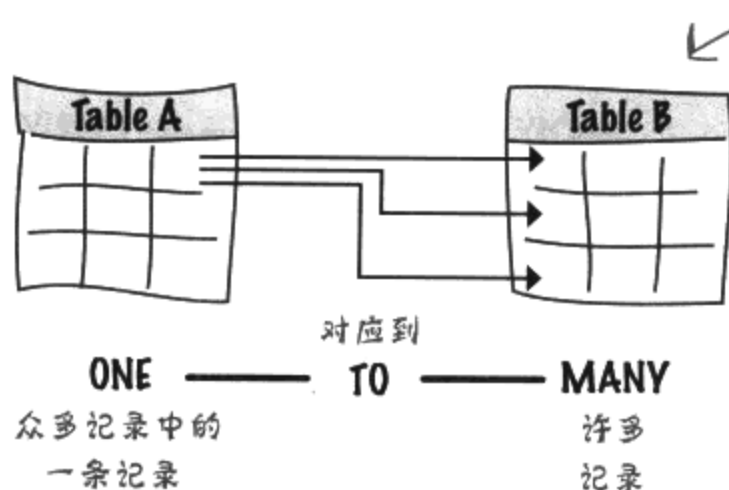 Table A
Table B
对应到
ONE TO MANY
众多记录中的
一条记录
许多
记录